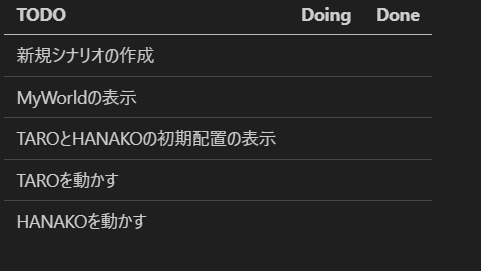 TODO Doing Done
新規シナリオの作成
MyWorldの表示
TAROとHANAKOの初期配置の表示
TAROを動かす
HANAKOを動かす